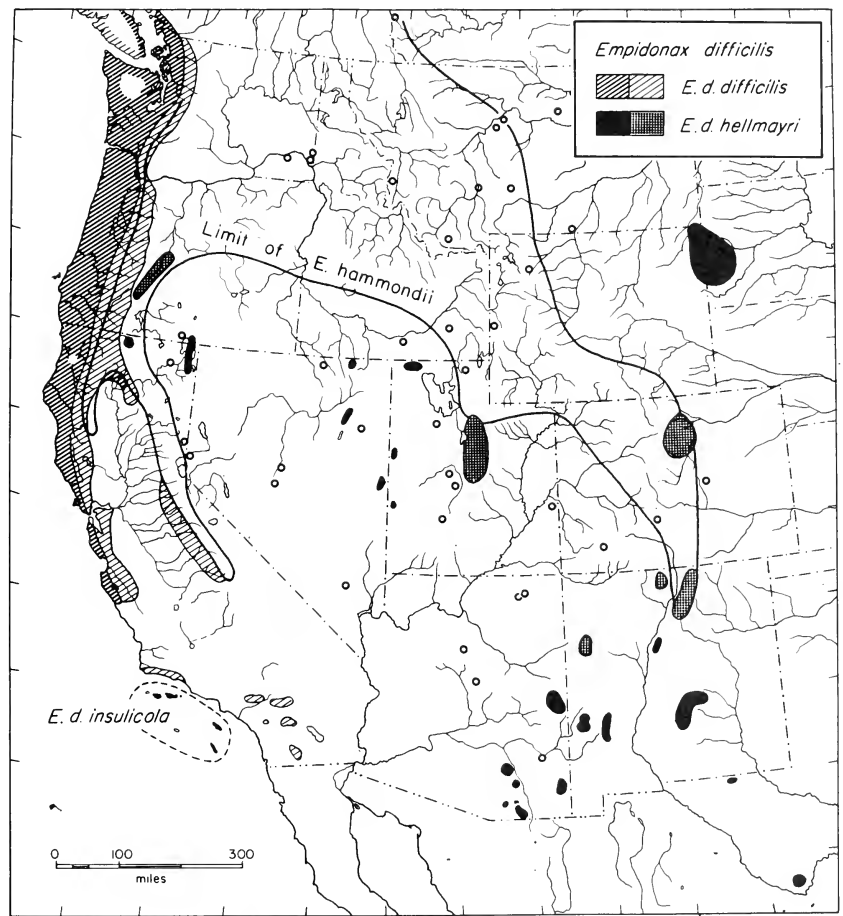 Empidonax difficilis
E. d. difficilis
E. d. hellmayri
Limit of E. hammondii
E. d. insulicola
0 100 300
miles